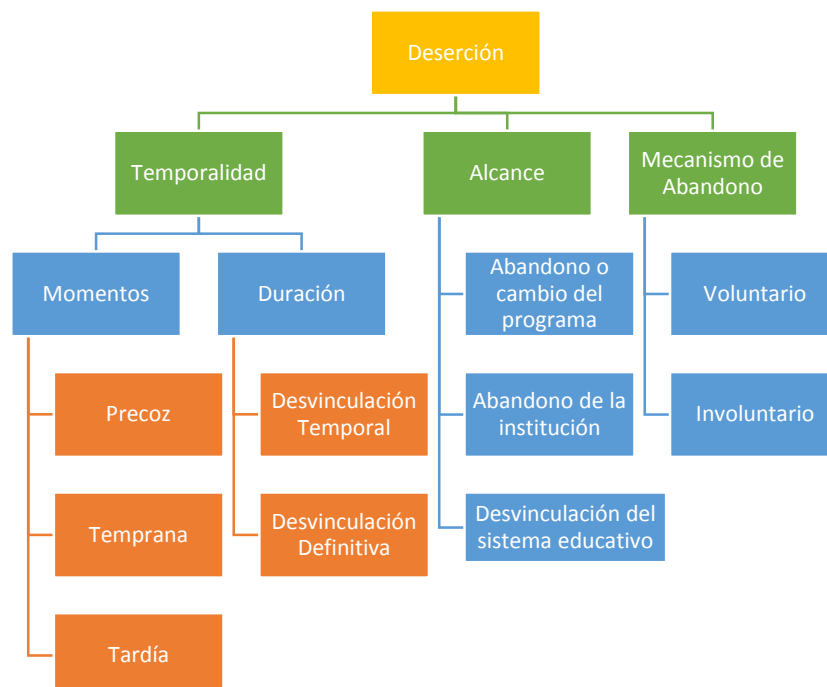 Deserción
Temporalidad
Alcance
Mecanismo de
Abandono
Momentos
Duración
Abandono o
cambio del
programa
Voluntario
Precoz
Desvinculación
Temporal
Abandono de la
institución
Involuntario
Temprana
Desvinculación
Definitiva
Desvinculación del
sistema educativo
Tardía